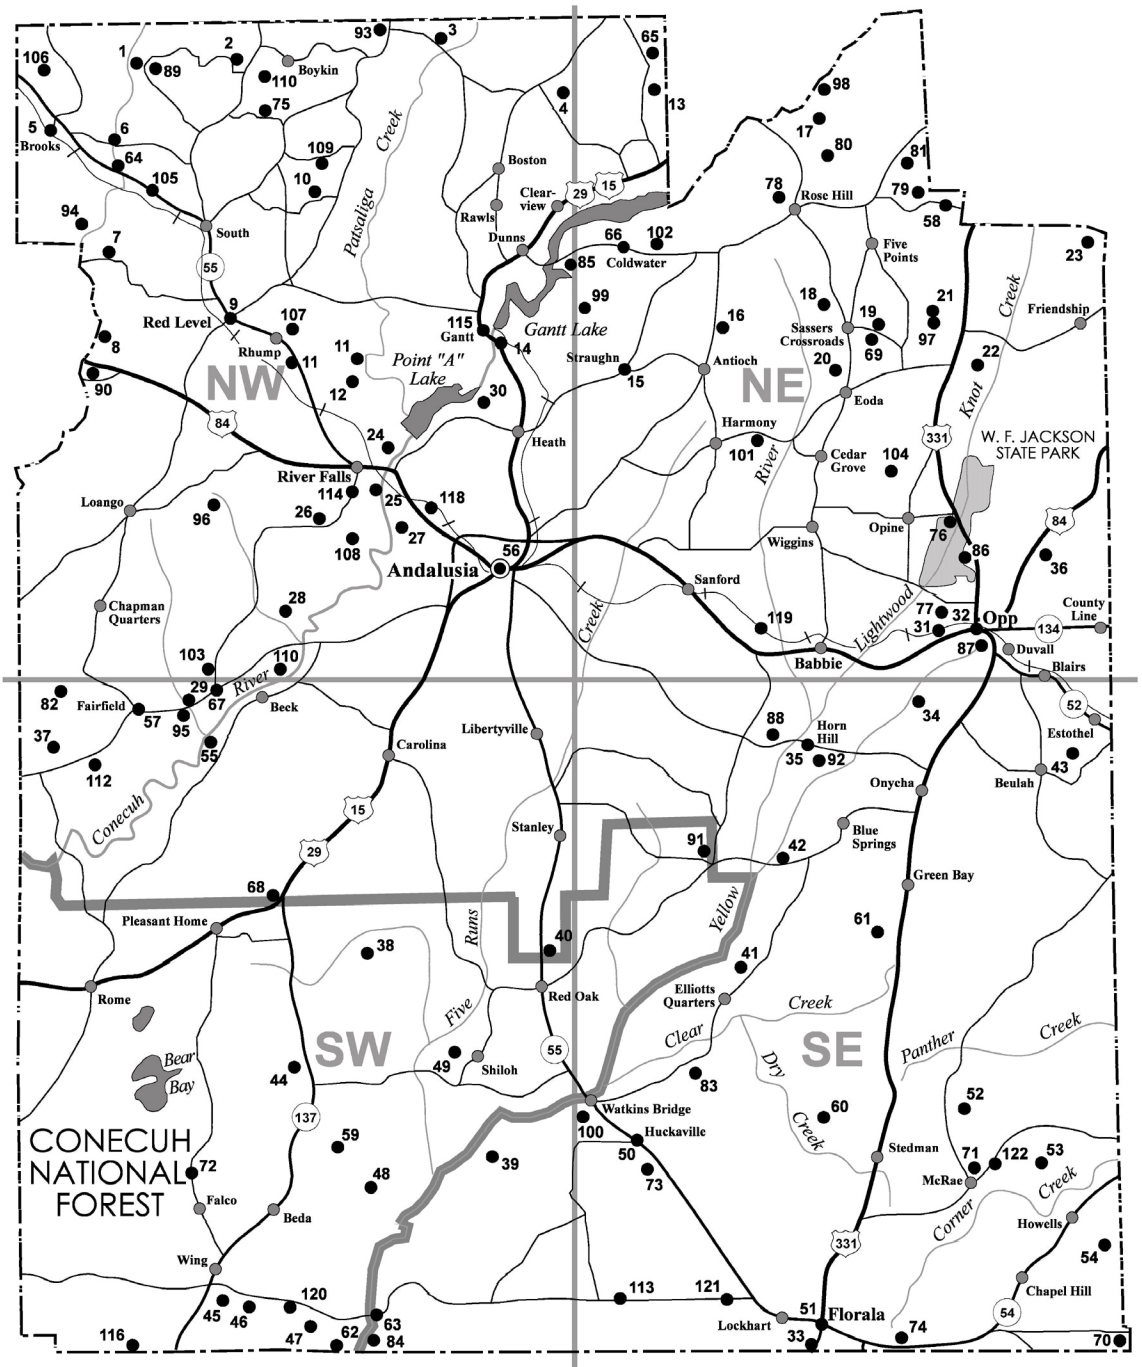 93
3
1
2
106
89
Boykin
110
65
98
4
13
75
17
Creek
5
Brooks
6
80
109
81
64
Boston
10
105
Clear-
view
29
15
78
Rose Hill
79
58
Rawls
Patsaliga
94
South
Dunns
66
102
Coldwater
Five
Points
23
7
55
85
Creek
99
18
9
Red Level
107
115
Gantt
Gantt Lake
16
19
21
Friendship
Sassers
Crossroads
8
Rhump
14
69
97
11
11
Point "A"
Lake
Straughn
15
Antioch
20
22
90
NW
12
30
NE
Eoda
Knot
84
Harmony
24
Heath
101
331
W. F. JACKSON
STATE PARK
River Falls
River
Cedar
Grove
104
114
25
118
Loango
96
26
27
108
Wiggins
Opine
76
84
56
86
Andalusia
36
Sanford
Chapman
Quarters
28
Creek
Lightwood
77
32
Opp
County
Line
119
31
134
Babbie
87
Duvall
Blairs
103
110
29
67
River
82
Fairfield
57
95
Beck
34
52
Estothel
37
55
Carolina
Libertyville
88
Horn
Hill
35
92
43
112
Onycha
Beulah
Conecuh
15
Stanley
Blue
Springs
29
91
42
Green Bay
68
Pleasant Home
Yellow
61
Runs
38
40
41
Rome
Red Oak
Elliotts
Quarters
Creek
Five
Clear
Panther
Creek
SW
SE
Bear
Bay
49
Shiloh
55
Dry
44
83
52
Watkins Bridge
137
100
60
CONECUH
NATIONAL
FOREST
59
Huckaville
50
Creek
Stedman
72
39
73
71
122
53
McRae
48
Creek
Falco
Beda
Corner
Howells
331
54
Wing
Chapel Hill
45
46
120
113
121
63
51
Florala
54
116
47
62
84
Lockhart
33
74
70